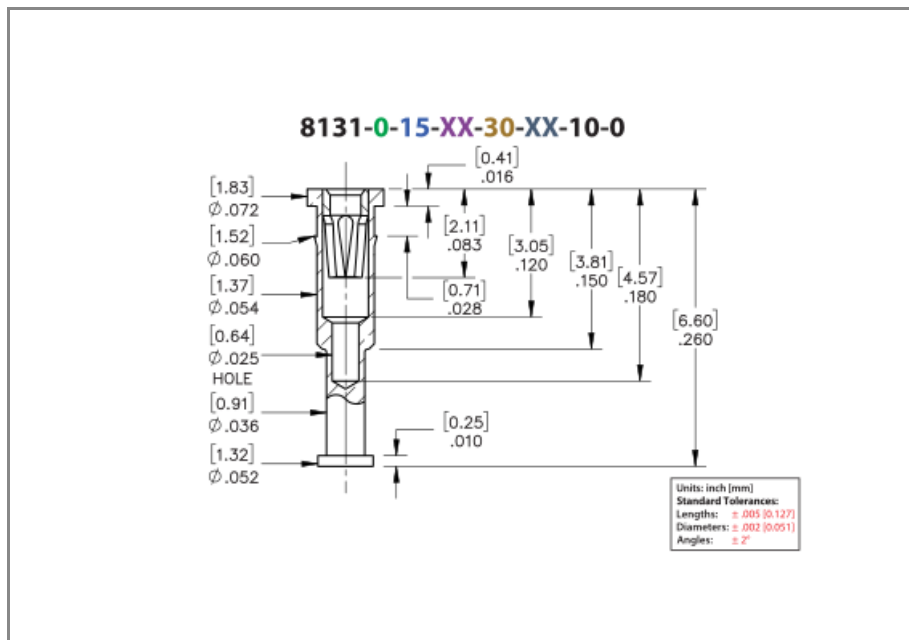 8131-0-15-XX-30-XX-10-0
[0.41]
.016
[1.83]
Ø.072
[2.11]
.083
[1.52]
Ø.060
[3.05]
.120
[3.81]
.150
[4.57]
.180
[1.37]
Ø.054
[0.71]
.028
[6.60]
.260
[0.64]
Ø.025
HOLE
[0.91]
Ø.036
[0.25]
.010
[1.32]
Ø.052
Units: inch [mm]
Standard Tolerances:
Lengths: ± .005 [0.127]
Diameters: ± .002 [0.051]
Angles: ± 2°